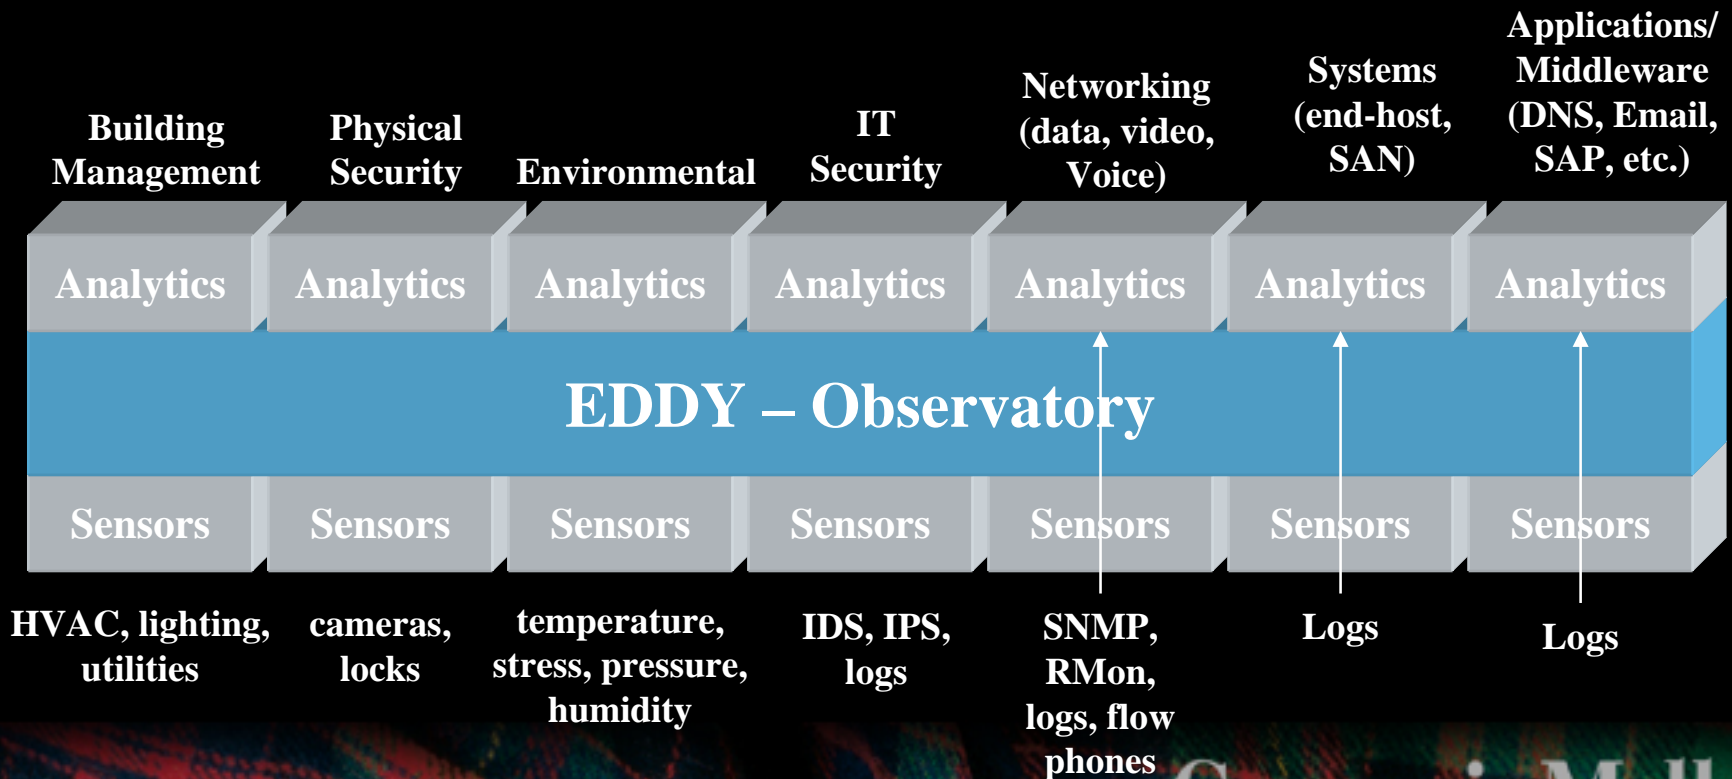 Building
Management
Physical
Security
Environmental
IT
Security
Networking
(data, video,
Voice)
Systems
(end-host,
SAN)
Applications/
Middleware
(DNS, Email,
SAP, etc.)
Analytics
Analytics
Analytics
Analytics
Analytics
Analytics
Analytics
EDDY – Observatory
Sensors
Sensors
Sensors
Sensors
Sensors
Sensors
Sensors
HVAC, lighting,
utilities
cameras,
locks
temperature,
stress, pressure,
humidity
IDS, IPS,
logs
SNMP,
RMon,
logs, flow
phones
Logs
Logs